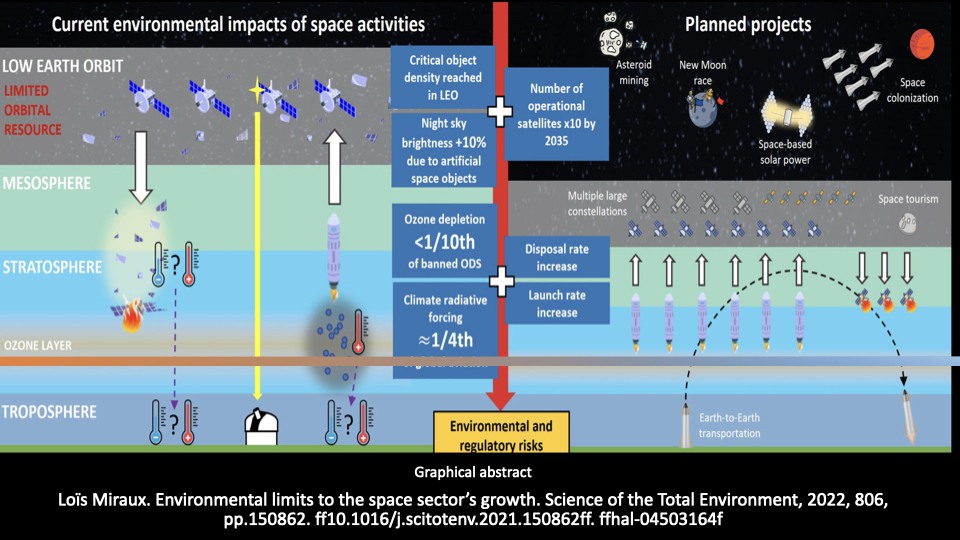 Current environmental impacts of space activities
LOW EARTH ORBIT
LIMITED
ORBITAL
RESOURCE
MESOSPHERE
STRATOSPHERE
?
OZONE LAYER
TROPOSPHERE
?
?
Critical object
density reached
in LEO
Night sky
brightness +10%
due to artificial
space objects
Ozone depletion
<1/10th
of banned ODS
Climate radiative
forcing
≈1/4th
Number of
operational
satellites x10 by
2035
Disposal rate
increase
Launch rate
increase
Environmental and
regulatory risks
Planned projects
Asteroid
mining
New Moon
race
Space
colonization
Space-based
solar power
Multiple large
constellations
Space tourism
Earth-to-Earth
transportation
Graphical abstract
Loïs Miraux. Environmental limits to the space sector’s growth. Science of the Total Environment, 2022, 806,
pp.150862. ff10.1016/j.scitotenv.2021.150862ff. ffhal-04503164f